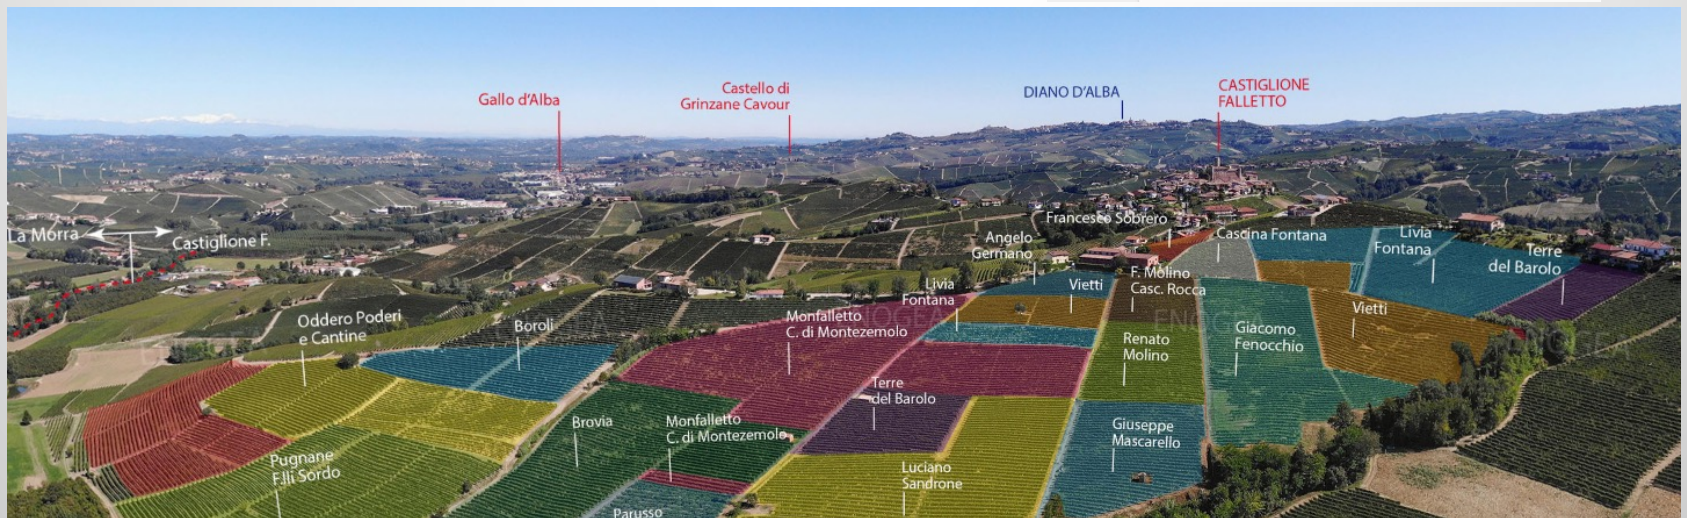 Gallo d'Alba
Castello di
Grinzane Cavour
DIANO D'ALBA
CASTIGLIONE
FALLETTO
La Morra
Castiglione F.
Francesco Sobrero
Angelo
Germano
Cascina Fontana
Livia
Fontana
Terre
del Barolo
F. Molino
Casc. Rocca
Vietti
Livia
Fontana
Vietti
Oddero Poderi
e Cantine
Boroli
Monfalletto
C. di Montezemolo
ENOGEA
Giacomo
Fenocchio
Renato
Molino
Terre
del Barolo
Brovia
Monfalletto
C. di Montezemolo
Giuseppe
Mascarello
Pugnane
F.lli Sordo
Luciano
Sandrone
Parusso